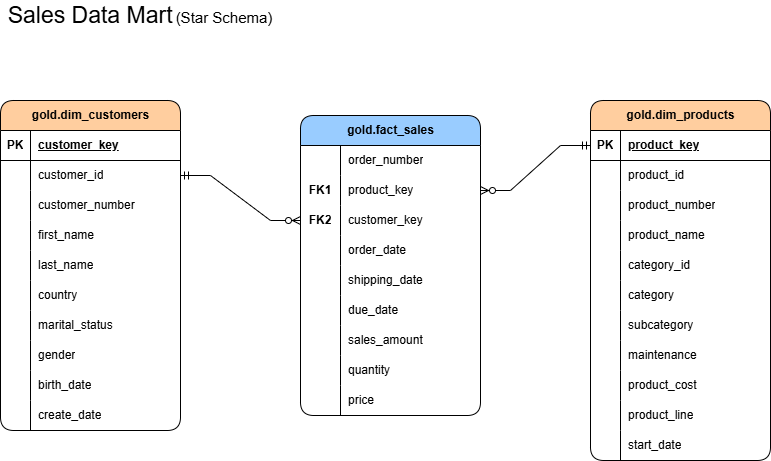 Sales Data Mart (Star Schema)
gold.dim_customers
PK customer_key
customer_id
customer_number
first_name
last_name
country
marital_status
gender
birth_date
create_date
gold.fact_sales
order_number
FK1 product_key
FK2 customer_key
order_date
shipping_date
due_date
sales_amount
quantity
price
gold.dim_products
PK product_key
product_id
product_number
product_name
category_id
category
subcategory
maintenance
product_cost
product_line
start_date